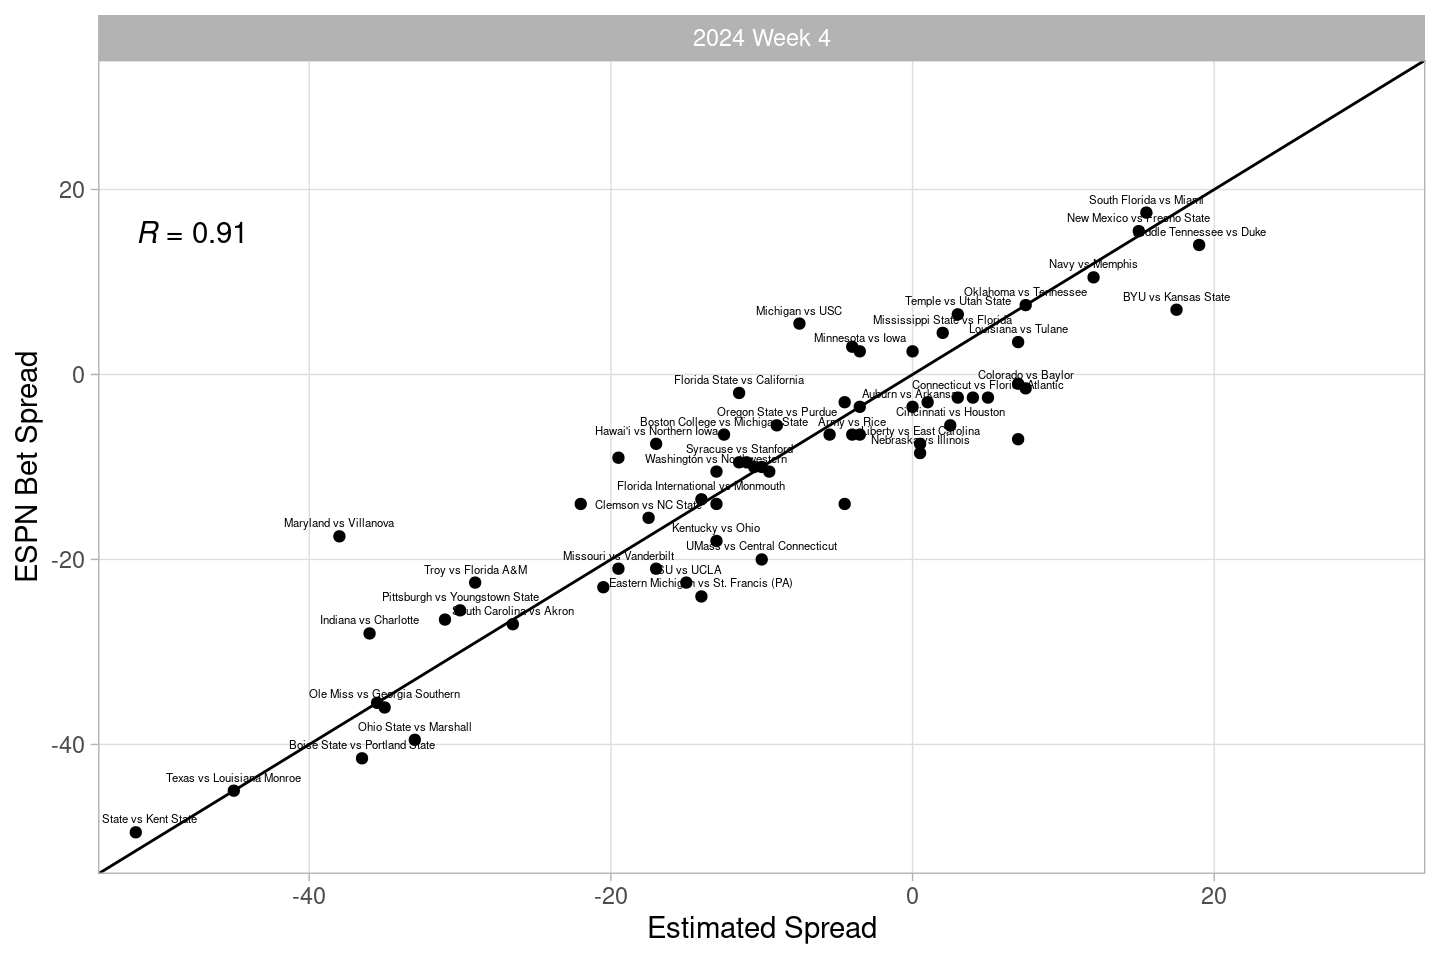 2024 Week 4
ESPN Bet Spread
20
0
-20
-40
R = 0.91
South Florida vs Miami
New Mexico vs Fresno State
ddle Tennessee vs Duke
Navy vs Memphis
Oklahoma vs Tennessee
BYU vs Kansas State
Temple vs Utah State
Michigan vs USC
Mississippi State vs Florida
Louisiana vs Tulane
Minnesota vs Iowa
Florida State vs California
Colorado vs Baylor
Connecticut vs Florida Atlantic
Auburn vs Arkansas
Oregon State vs Purdue
Cincinnati vs Houston
Boston College vs Michigan State
Army vs Rice
Hawai'i vs Northern Iowa
Liberty vs East Carolina
Nebraska vs Illinois
Syracuse vs Stanford
Washington vs Northwestern
Florida International vs Monmouth
Clemson vs NC State
Maryland vs Villanova
Kentucky vs Ohio
UMass vs Central Connecticut
Missouri vs Vanderbilt
SU vs UCLA
Troy vs Florida A&M
Eastern Michigan vs St. Francis (PA)
Pittsburgh vs Youngstown State
South Carolina vs Akron
Indiana vs Charlotte
Ole Miss vs Georgia Southern
Ohio State vs Marshall
Boise State vs Portland State
Texas vs Louisiana Monroe
State vs Kent State
-40
-20
0
20
Estimated Spread